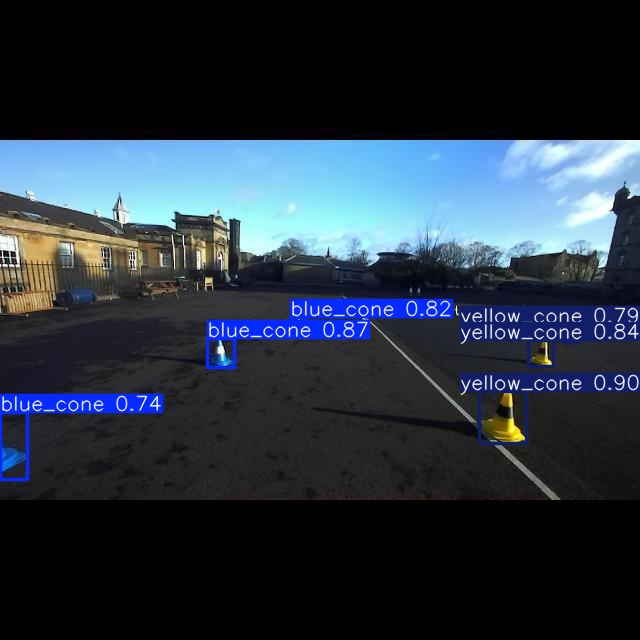 blue_cone 0.82
yellow_cone 0.79
blue_cone 0.87
yellow_cone 0.84
yellow_cone 0.90
blue_cone 0.74